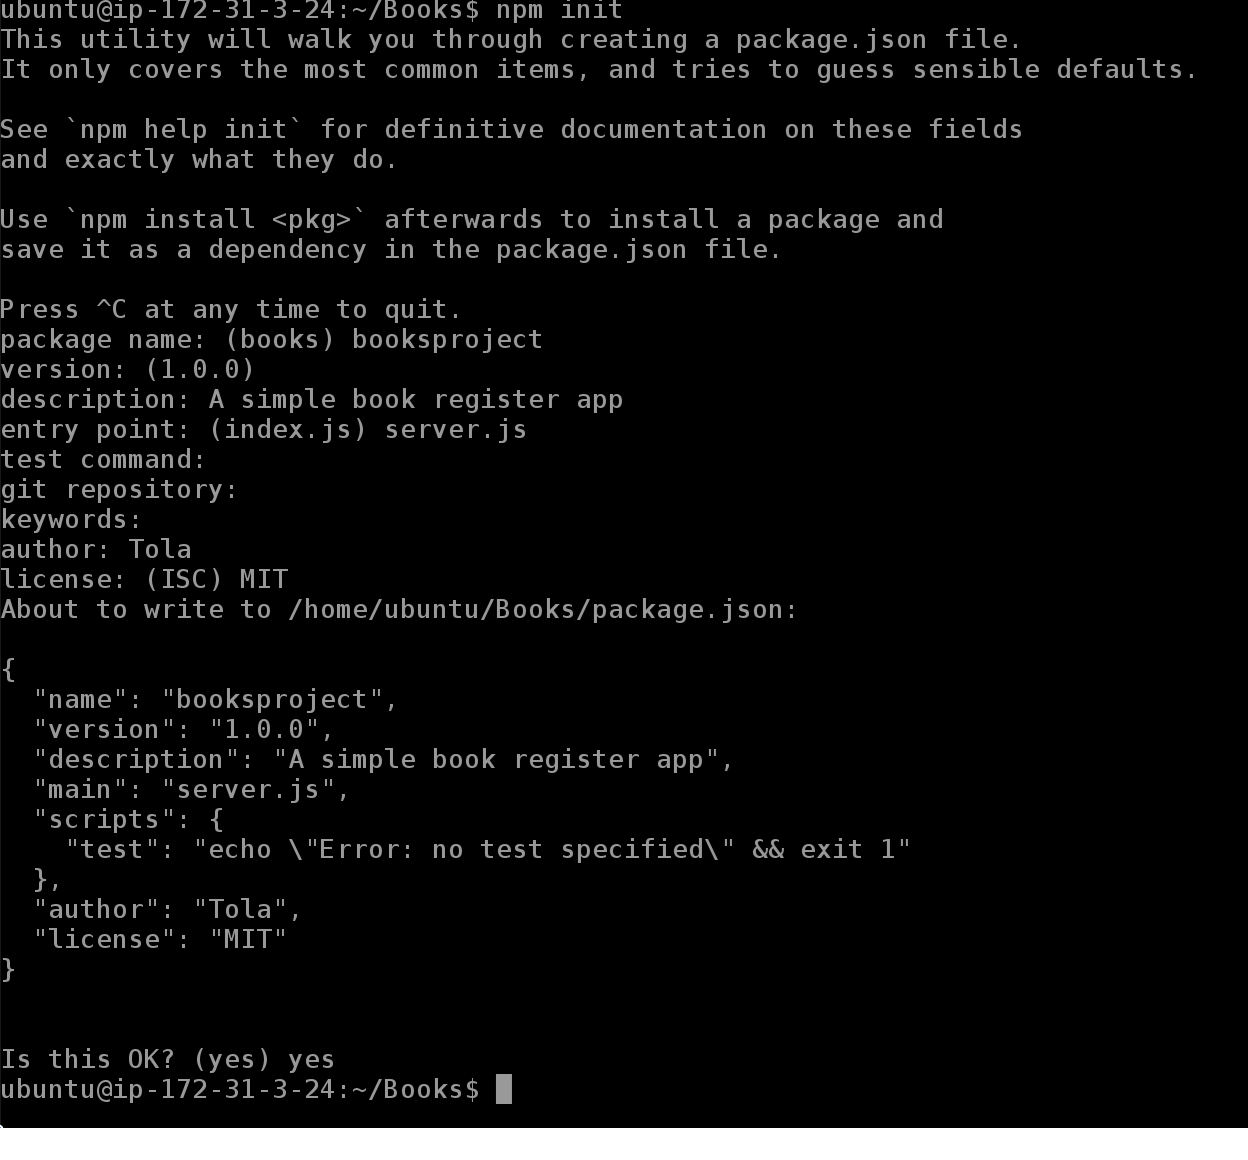 ubuntu@ip-172-31-3-24:~/Books$ npm init
This utility will walk you through creating a package.json file.
It only covers the most common items, and tries to guess sensible defaults.
See `npm help init` for definitive documentation on these fields
and exactly what they do.
Use `npm install <pkg>` afterwards to install a package and
save it as a dependency in the package.json file.
Press ^C at any time to quit.
package name: (books) booksproject
version: (1.0.0)
description: A simple book register app
entry point: (index.js) server.js
test command:
git repository:
keywords:
author: Tola
license: (ISC) MIT
About to write to /home/ubuntu/Books/package.json:
{
  "name": "booksproject",
  "version": "1.0.0",
  "description": "A simple book register app",
  "main": "server.js",
  "scripts": {
    "test": "echo \"Error: no test specified\" && exit 1"
  },
  "author": "Tola",
  "license": "MIT"
}
Is this OK? (yes) yes
ubuntu@ip-172-31-3-24:~/Books$